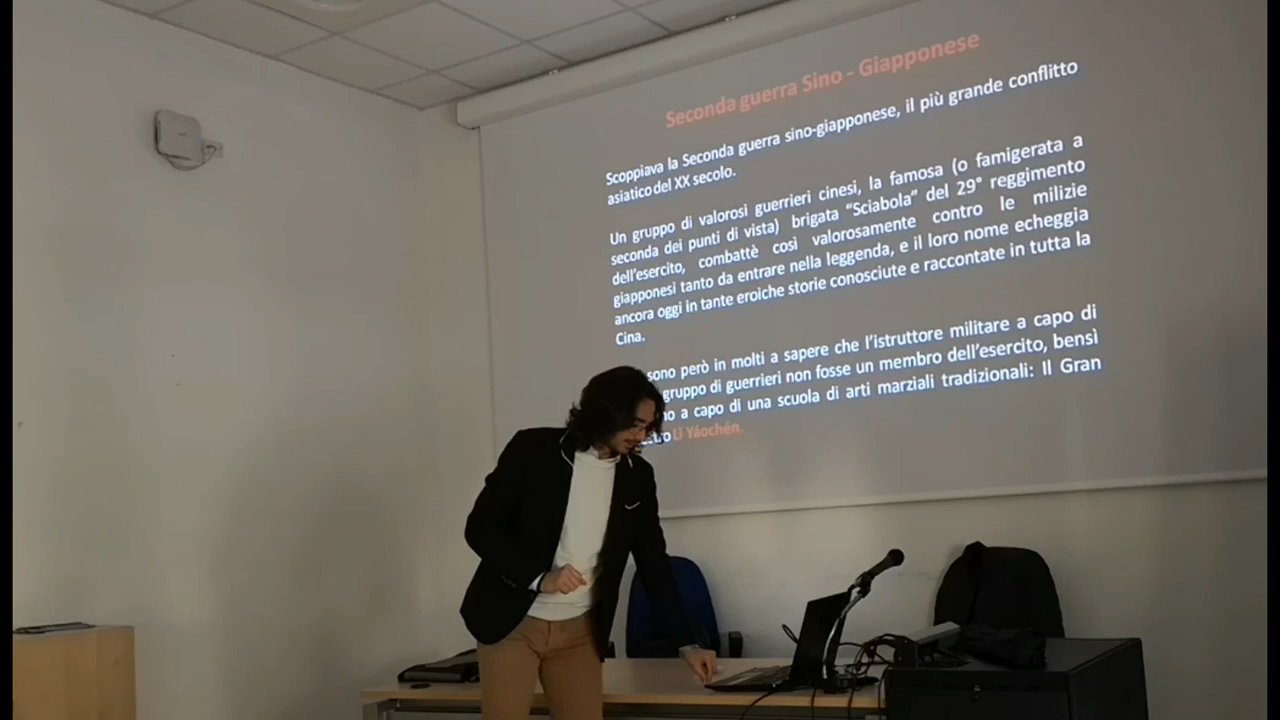 Seconda guerra Sino - Giapponese
Scoppiava la Seconda guerra sino-giapponese, il più grande conflitto
asiatico del XX secolo.
Un gruppo di valorosi guerrieri cinesi, la famosa (o famigerata a
seconda dei punti di vista) brigata “Sciabola” del 29° reggimento
dell’esercito, combattè così valorosamente contro le milizie
giapponesi tanto da entrare nella leggenda, e il loro nome echeggia
ancora oggi in tante eroiche storie conosciute e raccontate in tutta la
Cina.
sono però in molti a sapere che l’istruttore militare a capo di
gruppo di guerrieri non fosse un membro dell’esercito, bensì
a capo di una scuola di arti marziali tradizionali: Il Gran
Lǐ Yáochén.